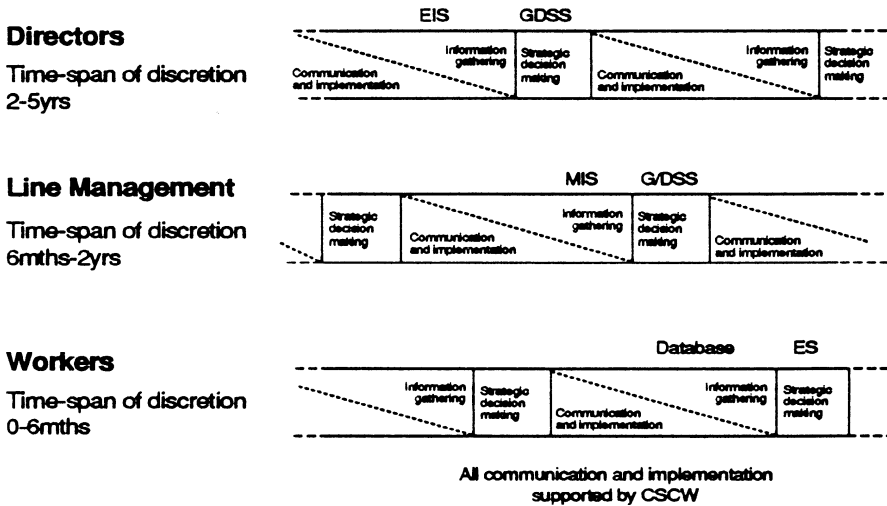 EIS GDSS
Directors
Time-span of discretion
2-5yrs
Communication
and implementation
Information
gathering
Strategic
decision
making
Communication
and implementation
Information
gathering
Strategic
decision
making
MIS G/DSS
Line Management
Time-span of discretion
6mths-2yrs
Strategic
decision
making
Communication
and implementation
Information
gathering
Strategic
decision
making
Communication
and implementation
Database ES
Workers
Time-span of discretion
0-6mths
Information
gathering
Strategic
decision
making
Communication
and implementation
Information
gathering
Strategic
decision
making
All communication and implementation
supported by CSCW